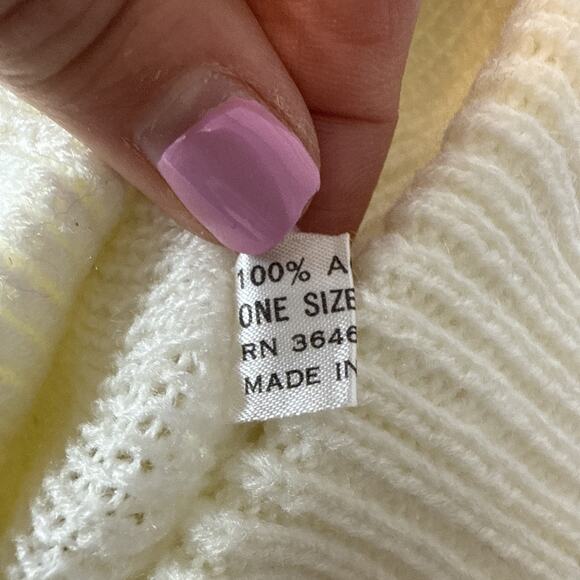 100% A
ONE SIZE
RN 3646
MADE IN